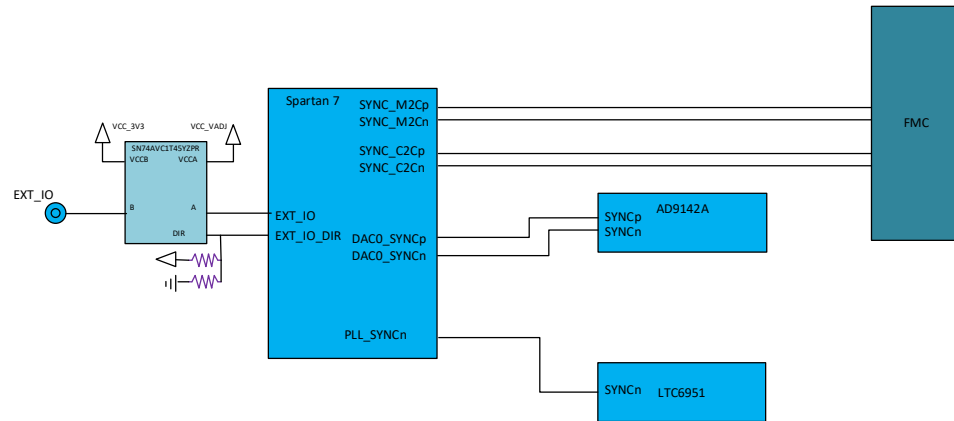 Spartan 7
SYNC_M2Cp
SYNC_M2Cn
FMC
VCC_3V3
VCC_VADJ
SN74AVC1T45YZPR
VCCB
VCCA
SYNC_C2Cp
SYNC_C2Cn
EXT_IO
B
A
EXT_IO
DIR
EXT_IO_DIR
DAC0_SYNCp
DAC0_SYNCn
AD9142A
SYNCp
SYNCn
PLL_SYNCn
SYNCn
LTC6951